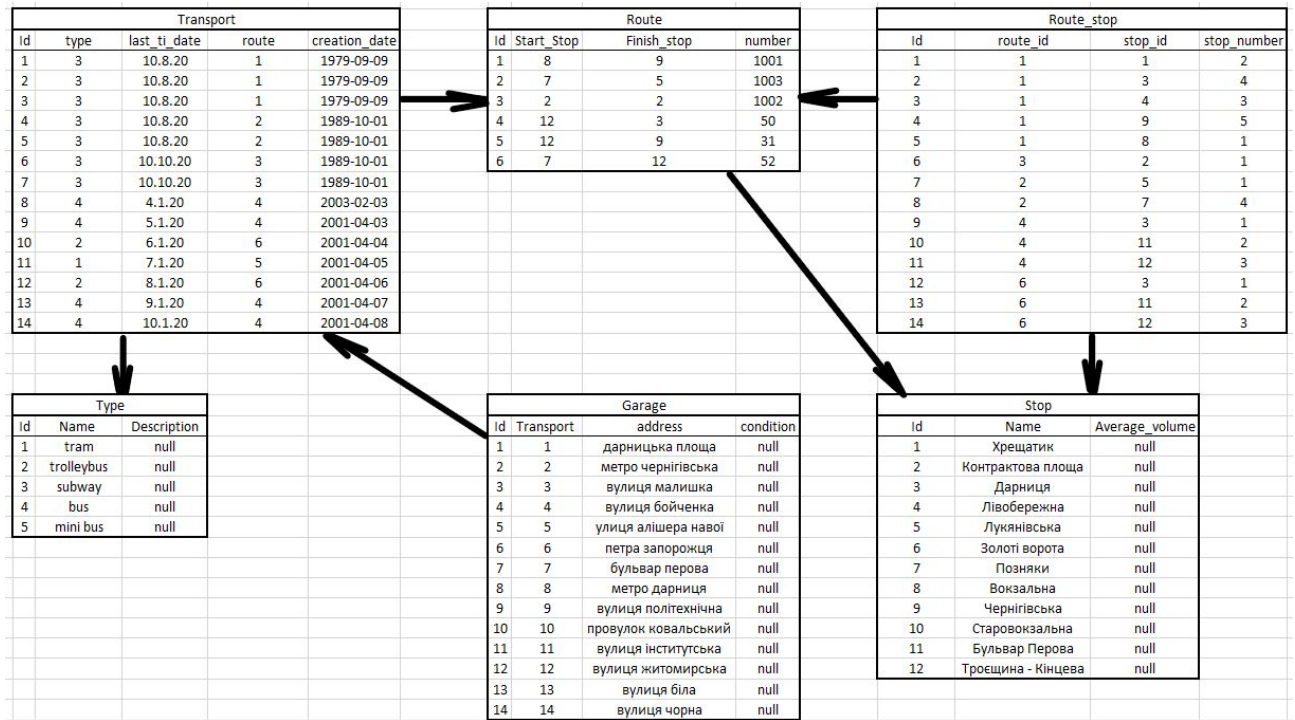 Transport
Id type last_ti_date route creation_date
1 3 10.8.20 1 1979-09-09
2 3 10.8.20 1 1979-09-09
3 3 10.8.20 1 1979-09-09
4 3 10.8.20 2 1989-10-01
5 3 10.8.20 2 1989-10-01
6 3 10.10.20 3 1989-10-01
7 3 10.10.20 3 1989-10-01
8 4 4.1.20 4 2003-02-03
9 4 5.1.20 4 2001-04-03
10 2 6.1.20 6 2001-04-04
11 1 7.1.20 5 2001-04-05
12 2 8.1.20 6 2001-04-06
13 4 9.1.20 4 2001-04-07
14 4 10.1.20 4 2001-04-08
Route
Id Start_Stop Finish_stop number
1 8 9 1001
2 7 5 1003
3 2 2 1002
4 12 3 50
5 12 9 31
6 7 12 52
Route_stop
Id route_id stop_id stop_number
1 1 1 2
2 1 3 4
3 1 4 3
4 1 9 5
5 1 8 1
6 3 2 1
7 2 5 1
8 2 7 4
9 4 3 1
10 4 11 2
11 4 12 3
12 6 3 1
13 6 11 2
14 6 12 3
Type
Id Name Description
1 tram null
2 trolleybus null
3 subway null
4 bus null
5 mini bus null
Garage
Id Transport address condition
1 1 дарницька площа null
2 2 метро чернігівська null
3 3 вулиця малишка null
4 4 вулиця бойченка null
5 5 улиця алішера навої null
6 6 петра запорожця null
7 7 бульвар перова null
8 8 метро дарниця null
9 9 вулиця політехнічна null
10 10 провулок ковальський null
11 11 вулиця інститутська null
12 12 вулиця житомирська null
13 13 вулиця біла null
14 14 вулиця чорна null
Stop
Id Name Average_volume
1 Хрещатик null
2 Контрактова площа null
3 Дарниця null
4 Лівобережна null
5 Лукянівська null
6 Золоті ворота null
7 Позняки null
8 Вокзальна null
9 Чернігівська null
10 Старовокзальна null
11 Бульвар Перова null
12 Троєщина - Кінцева null